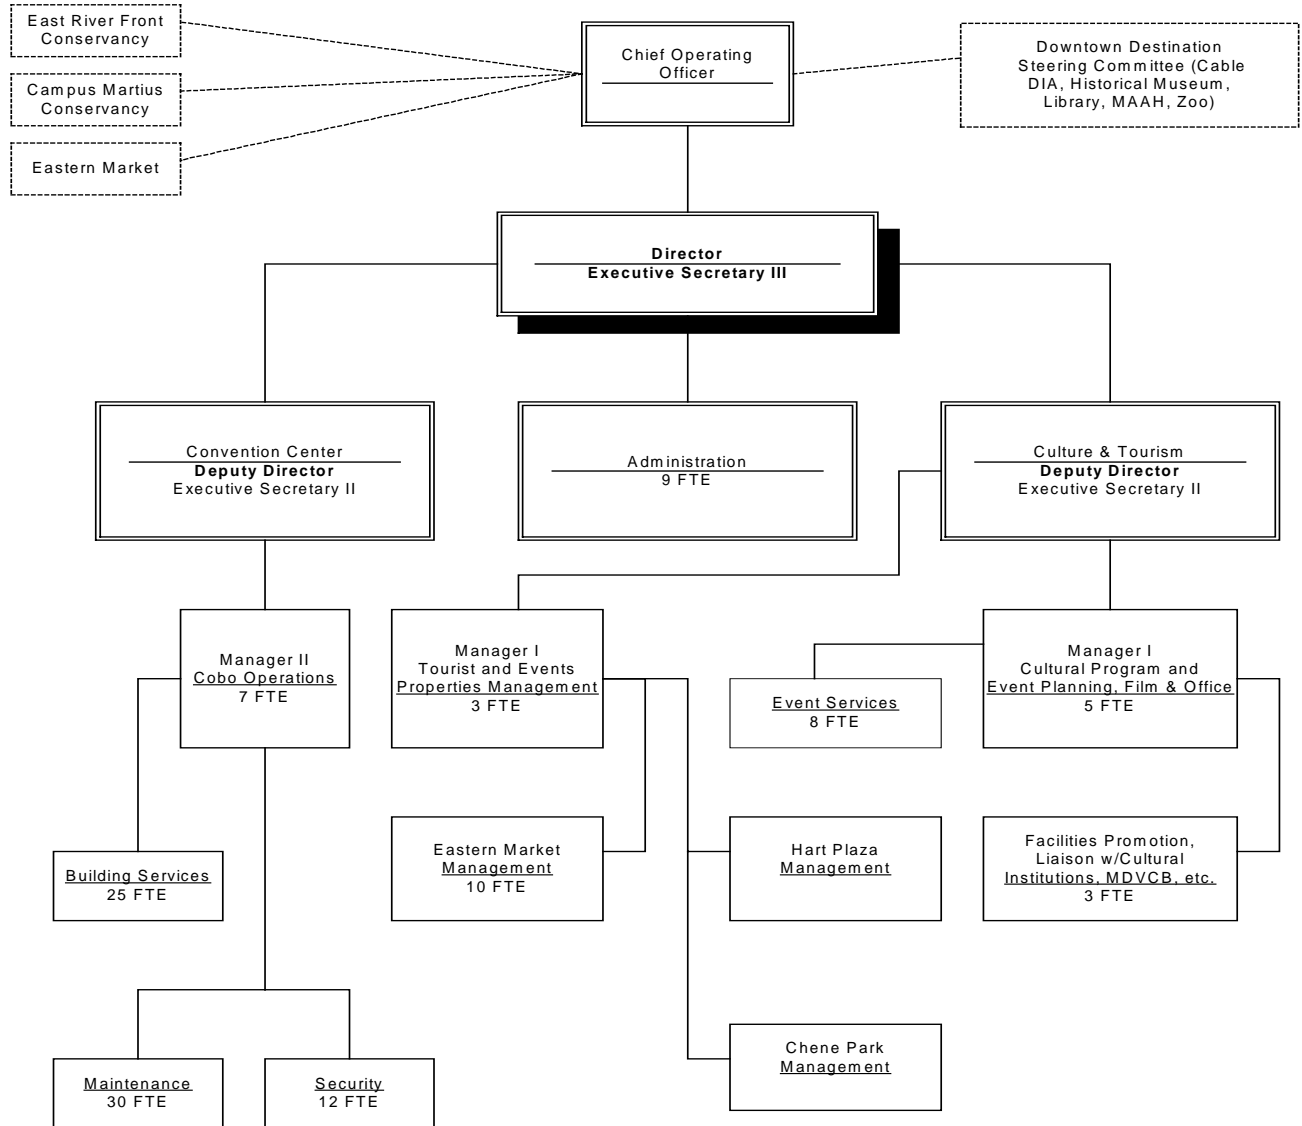 East River Front
Conservancy
Campus Martius
Conservancy
Eastern Market
Chief Operating
Officer
Downtown Destination
Steering Committee (Cable
DIA, Historical Museum,
Library, MAAH, Zoo)
Director
Executive Secretary III
Convention Center
Deputy Director
Executive Secretary II
Administration
9 FTE
Culture & Tourism
Deputy Director
Executive Secretary II
Manager II
Cobo Operations
7 FTE
Manager I
Tourist and Events
Properties Management
3 FTE
Event Services
8 FTE
Manager I
Cultural Program and
Event Planning, Film & Office
5 FTE
Building Services
25 FTE
Eastern Market
Management
10 FTE
Hart Plaza
Management
Facilities Promotion,
Liaison w/Cultural
Institutions, MDVCB, etc.
3 FTE
Maintenance
30 FTE
Security
12 FTE
Chene Park
Management